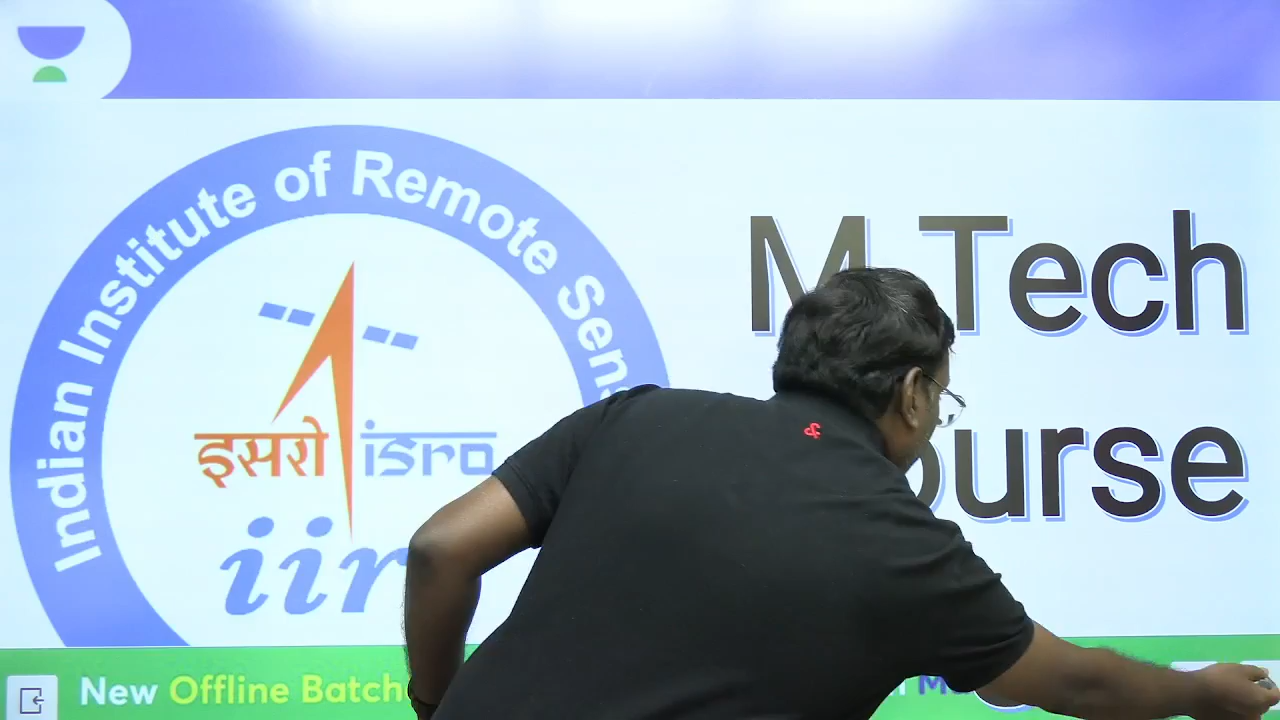 Indian Institute of Remote Sens
M Tech
इसरो isro
ourse
iir
New Offline Batch